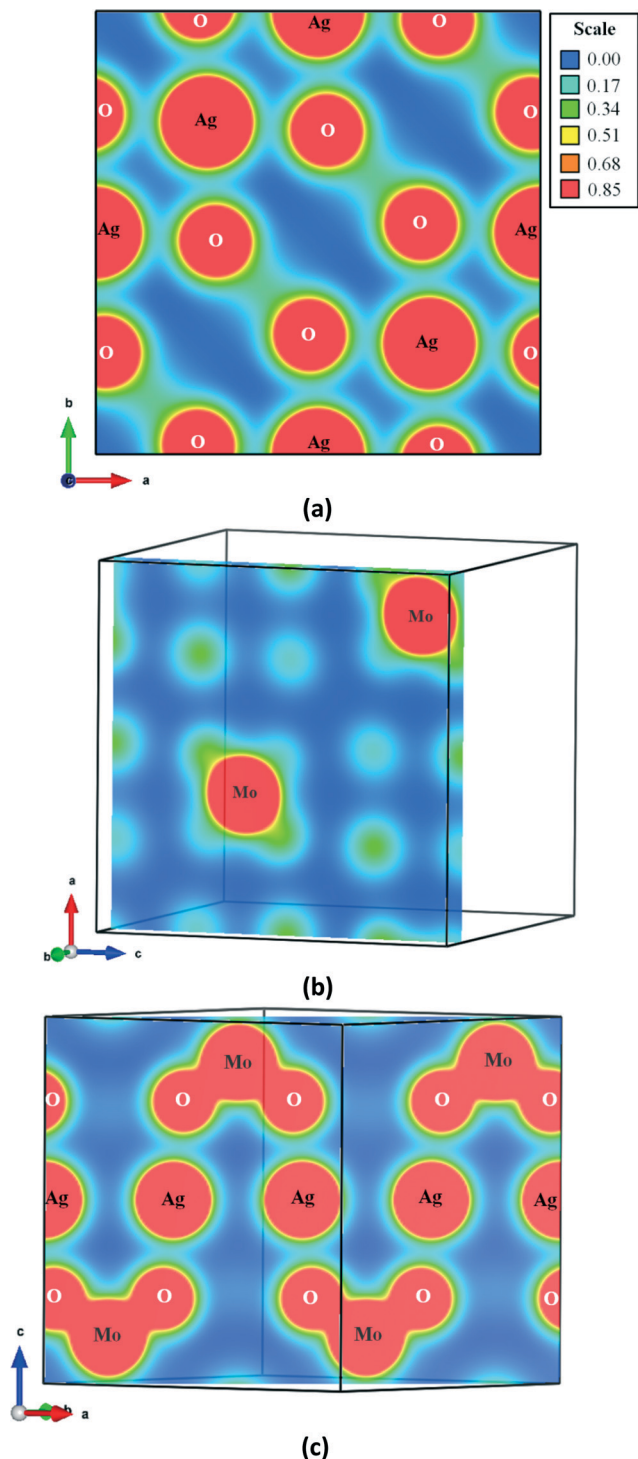 O Ag O Scale
0.00
0.17
0.34
0.51
0.68
0.85
O Ag O O
Ag O O Ag
O O Ag O
O Ag O
b
c a
(a)
Mo
Mo
a
b c
(b)
Mo Mo
O O O O O
Ag Ag Ag Ag Ag
O O O O O
Mo Mo
c
b a
(c)